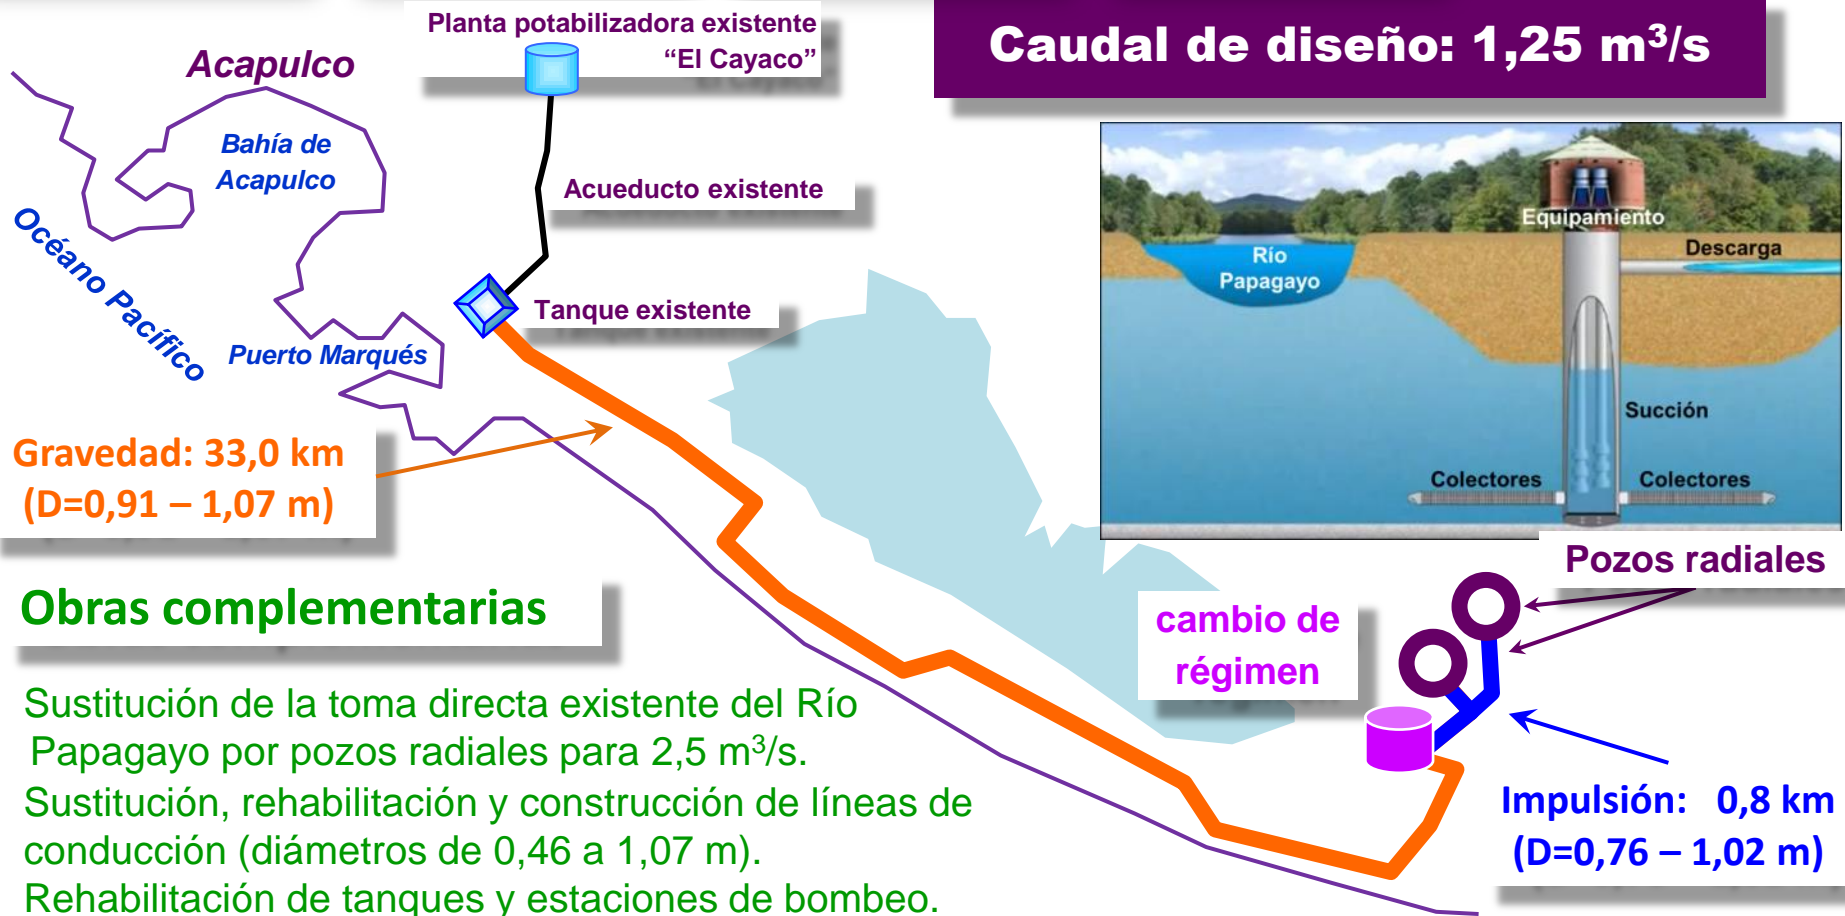 Planta potabilizadora existente
“El Cayaco”
Caudal de diseño: 1,25 m³/s
Acapulco
Bahía de
Acapulco
Acueducto existente
Océano Pacífico
Tanque existente
Puerto Marqués
Equipamiento
Descarga
Río
Papagayo
Succión
Colectores
Colectores
Gravedad: 33,0 km
(D=0,91 – 1,07 m)
Pozos radiales
cambio de
régimen
Impulsión: 0,8 km
(D=0,76 – 1,02 m)
Obras complementarias
Sustitución de la toma directa existente del Río
Papagayo por pozos radiales para 2,5 m³/s.
Sustitución, rehabilitación y construcción de líneas de
conducción (diámetros de 0,46 a 1,07 m).
Rehabilitación de tanques y estaciones de bombeo.